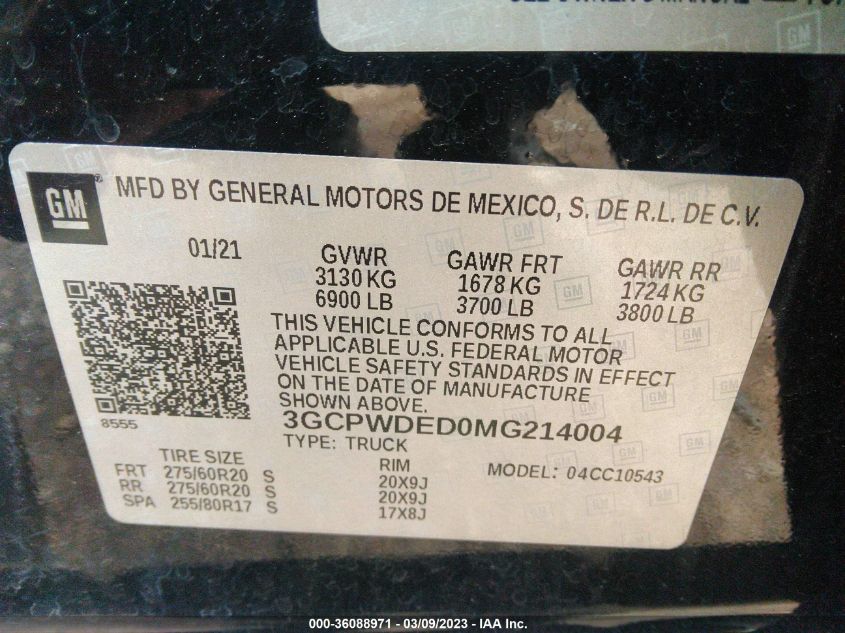 GM
GM
MFD BY GENERAL MOTORS DE MEXICO, S. DE R.L. DE C.V.
01/21
GVWR
3130 KG
6900 LB
GAWR FRT
1678 KG
3700 LB
GAWR RR
1724 KG
3800 LB
THIS VEHICLE CONFORMS TO ALL
APPLICABLE U.S. FEDERAL MOTOR
VEHICLE SAFETY STANDARDS IN EFFECT
ON THE DATE OF MANUFACTURE
SHOWN ABOVE.
8555
3GCPWDED0MG214004
TYPE: TRUCK
TIRE SIZE
RIM
MODEL: 04CC10543
FRT 275/60R20 S 20X9J
RR 275/60R20 S 20X9J
SPA 255/80R17 S 17X8J
000-36088971 - 03/09/2023 - IAA Inc.